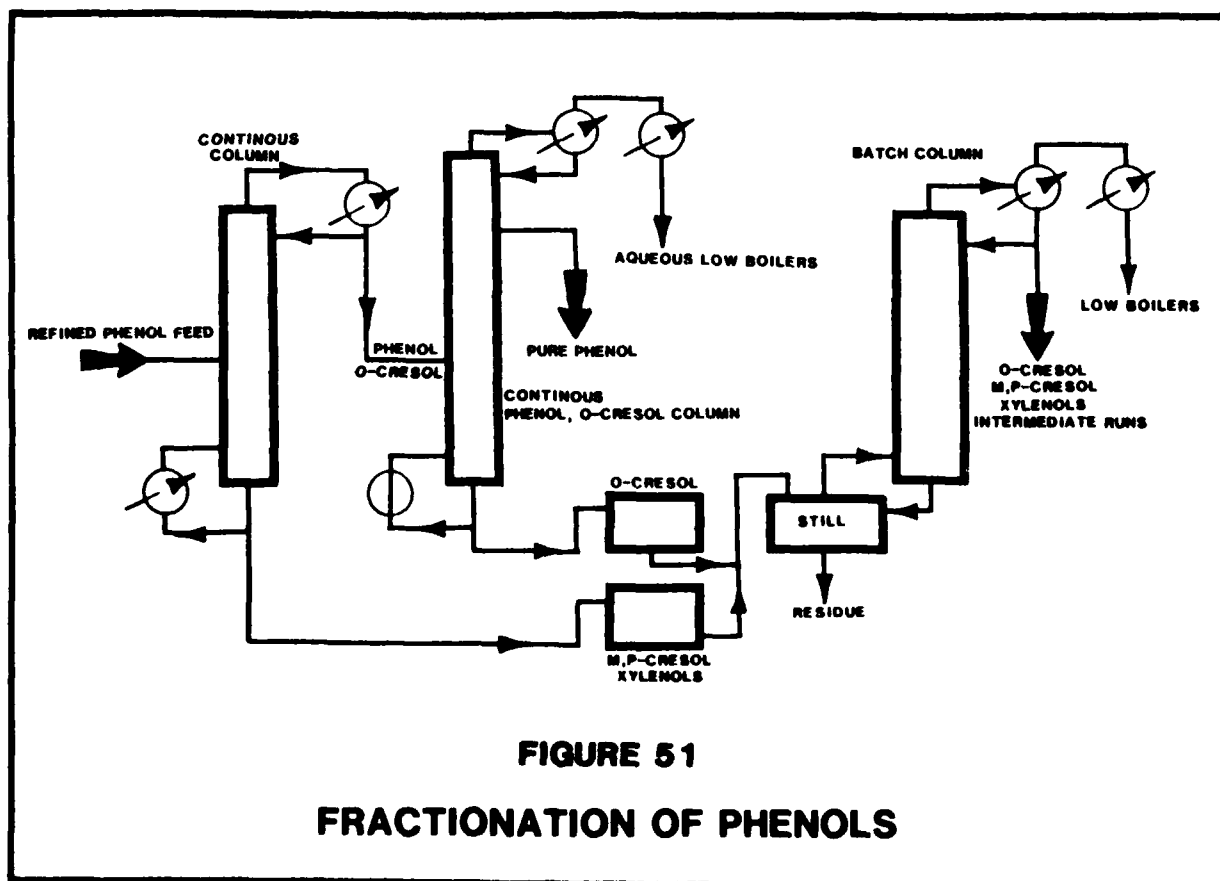 CONTINOUS
COLUMN
REFINED PHENOL FEED
PHENOL
O-CRESOL
AQUEOUS LOW BOILERS
PURE PHENOL
CONTINOUS
PHENOL, O-CRESOL COLUMN
BATCH COLUMN
LOW BOILERS
O-CRESOL
M,P-CRESOL
XYLENOLS
INTERMEDIATE RUNS
O-CRESOL
STILL
RESIDUE
M,P-CRESOL
XYLENOLS
FIGURE 51
FRACTIONATION OF PHENOLS